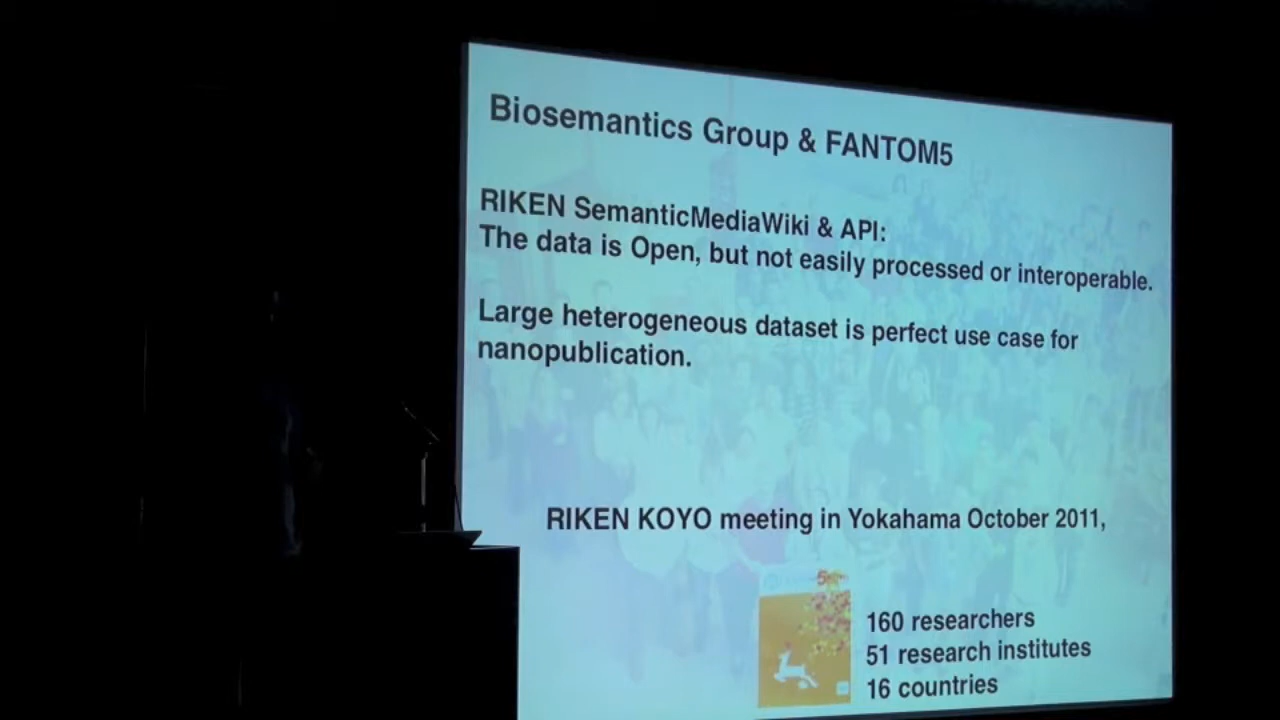 Biosemantics Group & FANTOM5
RIKEN SemanticMediaWiki & API:
The data is Open, but not easily processed or interoperable.
Large heterogeneous dataset is perfect use case for
nanopublication.
RIKEN KOYO meeting in Yokahama October 2011,
160 researchers
51 research institutes
16 countries